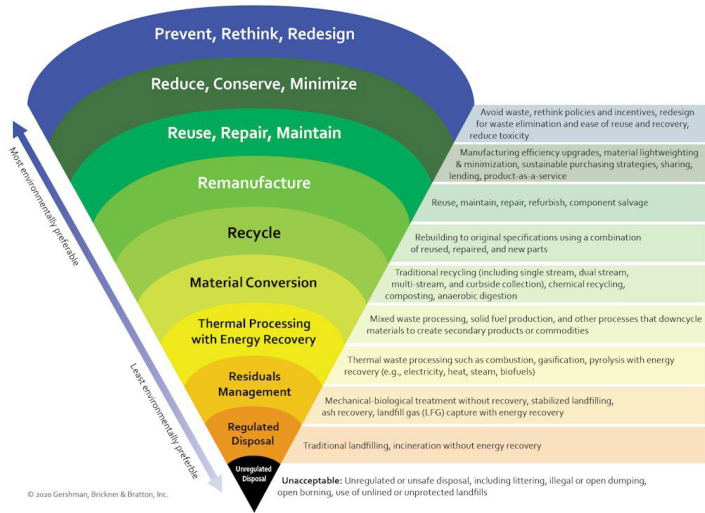 Prevent, Rethink, Redesign
Reduce, Conserve, Minimize
Reuse, Repair, Maintain
Remanufacture
Recycle
Material Conversion
Thermal Processing
with Energy Recovery
Residuals
Management
Regulated
Disposal
Unregulated
Disposal
Most environmentally preferable
Least environmentally preferble
Avoid waste, rethink policies and incentives, redesign
for waste elimination and ease of reuse and recovery,
reduce toxicity
Manufacturing efficiency upgrades, material lightweighting
& minimization, sustainable purchasing strategies, sharing,
lending, product-as-a-service
Reuse, maintain, repair, refurbish, component salvage
Rebuilding to original specifications using a combination
of reused, repaired, and new parts
Traditional recycling (including single stream, dual stream,
multi-stream, and curbside collection), chemical recycling,
composting, anaerobic digestion
Mixed waste processing, solid fuel production, and other processes that downcycle
materials to create secondary products or commodities
Thermal waste processing such as combustion, gasification, pyrolysis with energy
recovery (e.g., electricity, heat, steam, biofuels)
Mechanical-biological treatment without recovery, stabilized landfilling,
ash recovery, landfill gas (LFG) capture with energy recovery
Traditional landfilling, incineration without energy recovery
Unacceptable: Unregulated or unsafe disposal, including littering, illegal or open dumping,
open burning, use of unlined or unprotected landfills
© 2020 Gershman, Brickner & Bratton, Inc.